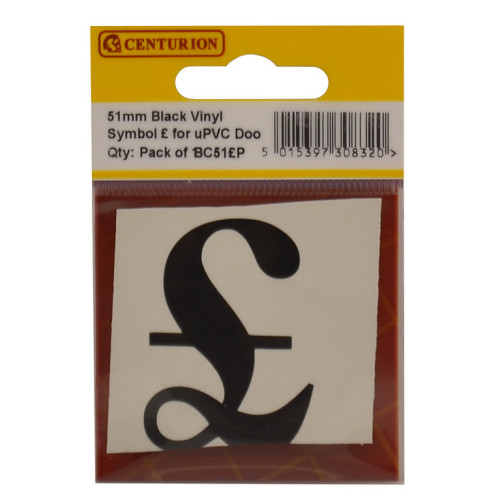 CENTURION
51mm Black Vinyl
Symbol £ for uPVC Doo
Qty: Pack of 1 BC51£P
5 015397 308320 >
£